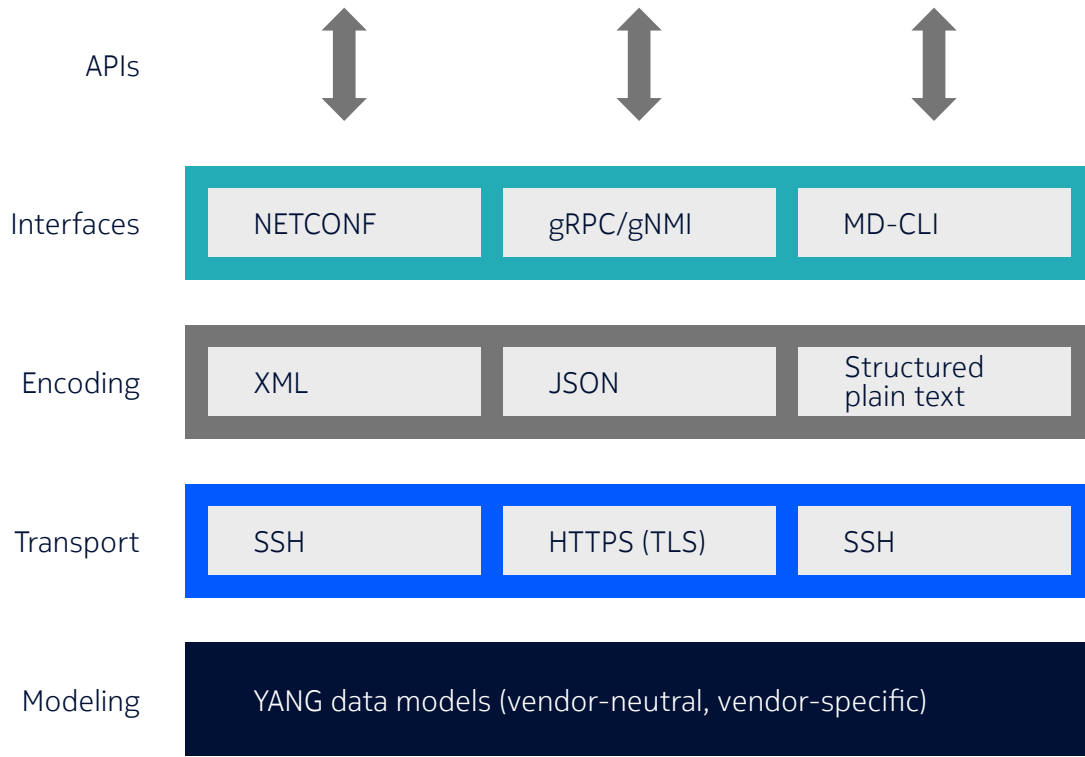 APIs
Interfaces
NETCONF
gRPC/gNMI
MD-CLI
Encoding
XML
JSON
Structured
plain text
Transport
SSH
HTTPS (TLS)
SSH
Modeling
YANG data models (vendor-neutral, vendor-specific)